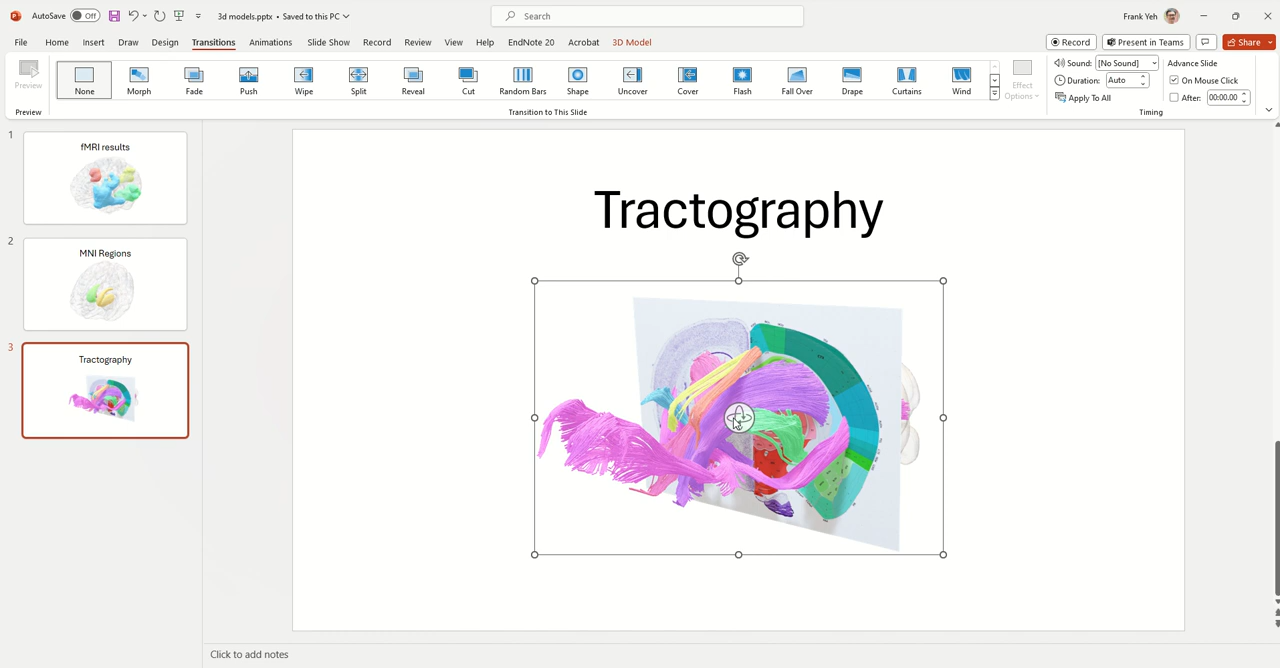 AutoSave Off 3d models.pptx • Saved to this PC Search Frank Yeh
File Home Insert Draw Design Transitions Animations Slide Show Record Review View Help EndNote 20 Acrobat 3D Model Record Present in Teams Share
Preview
None
Morph
Fade
Push
Wipe
Split
Reveal
Cut
Random Bars
Shape
Uncover
Cover
Flash
Fall Over
Drape
Curtains
Wind
Effect
Options
Sound: [No Sound]
Duration: Auto
Apply To All
Advance Slide
On Mouse Click
After: 00:00.00
Preview
Transition to This Slide
Timing
1
fMRI results
2
MNI Regions
3
Tractography
Tractography
Click to add notes